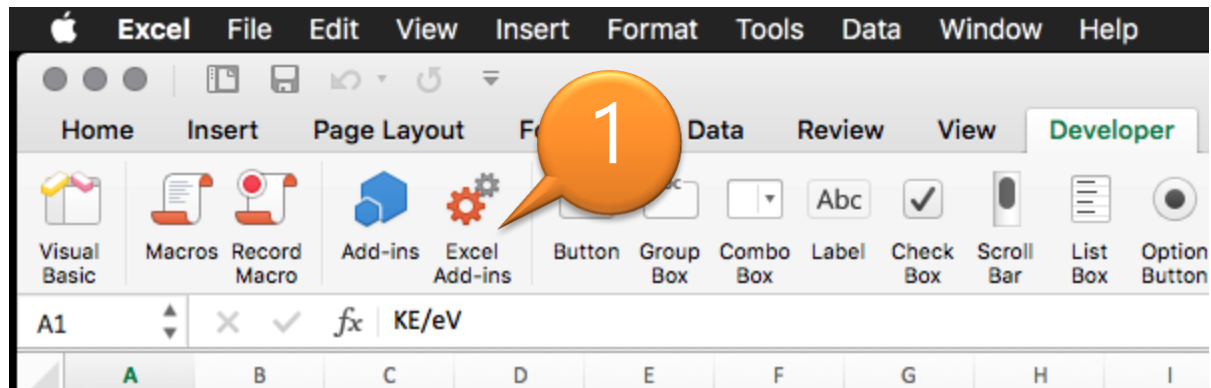 Excel File Edit View Insert Format Tools Data Window Help
Home Insert Page Layout Data Review View Developer
1
Abc
Visual Basic Macros Record Macro Add-ins Excel Add-ins Button Group Box Combo Box Label Check Box Scroll Bar List Box Option Button
A1 fx KE/eV
A B C D E F G H I